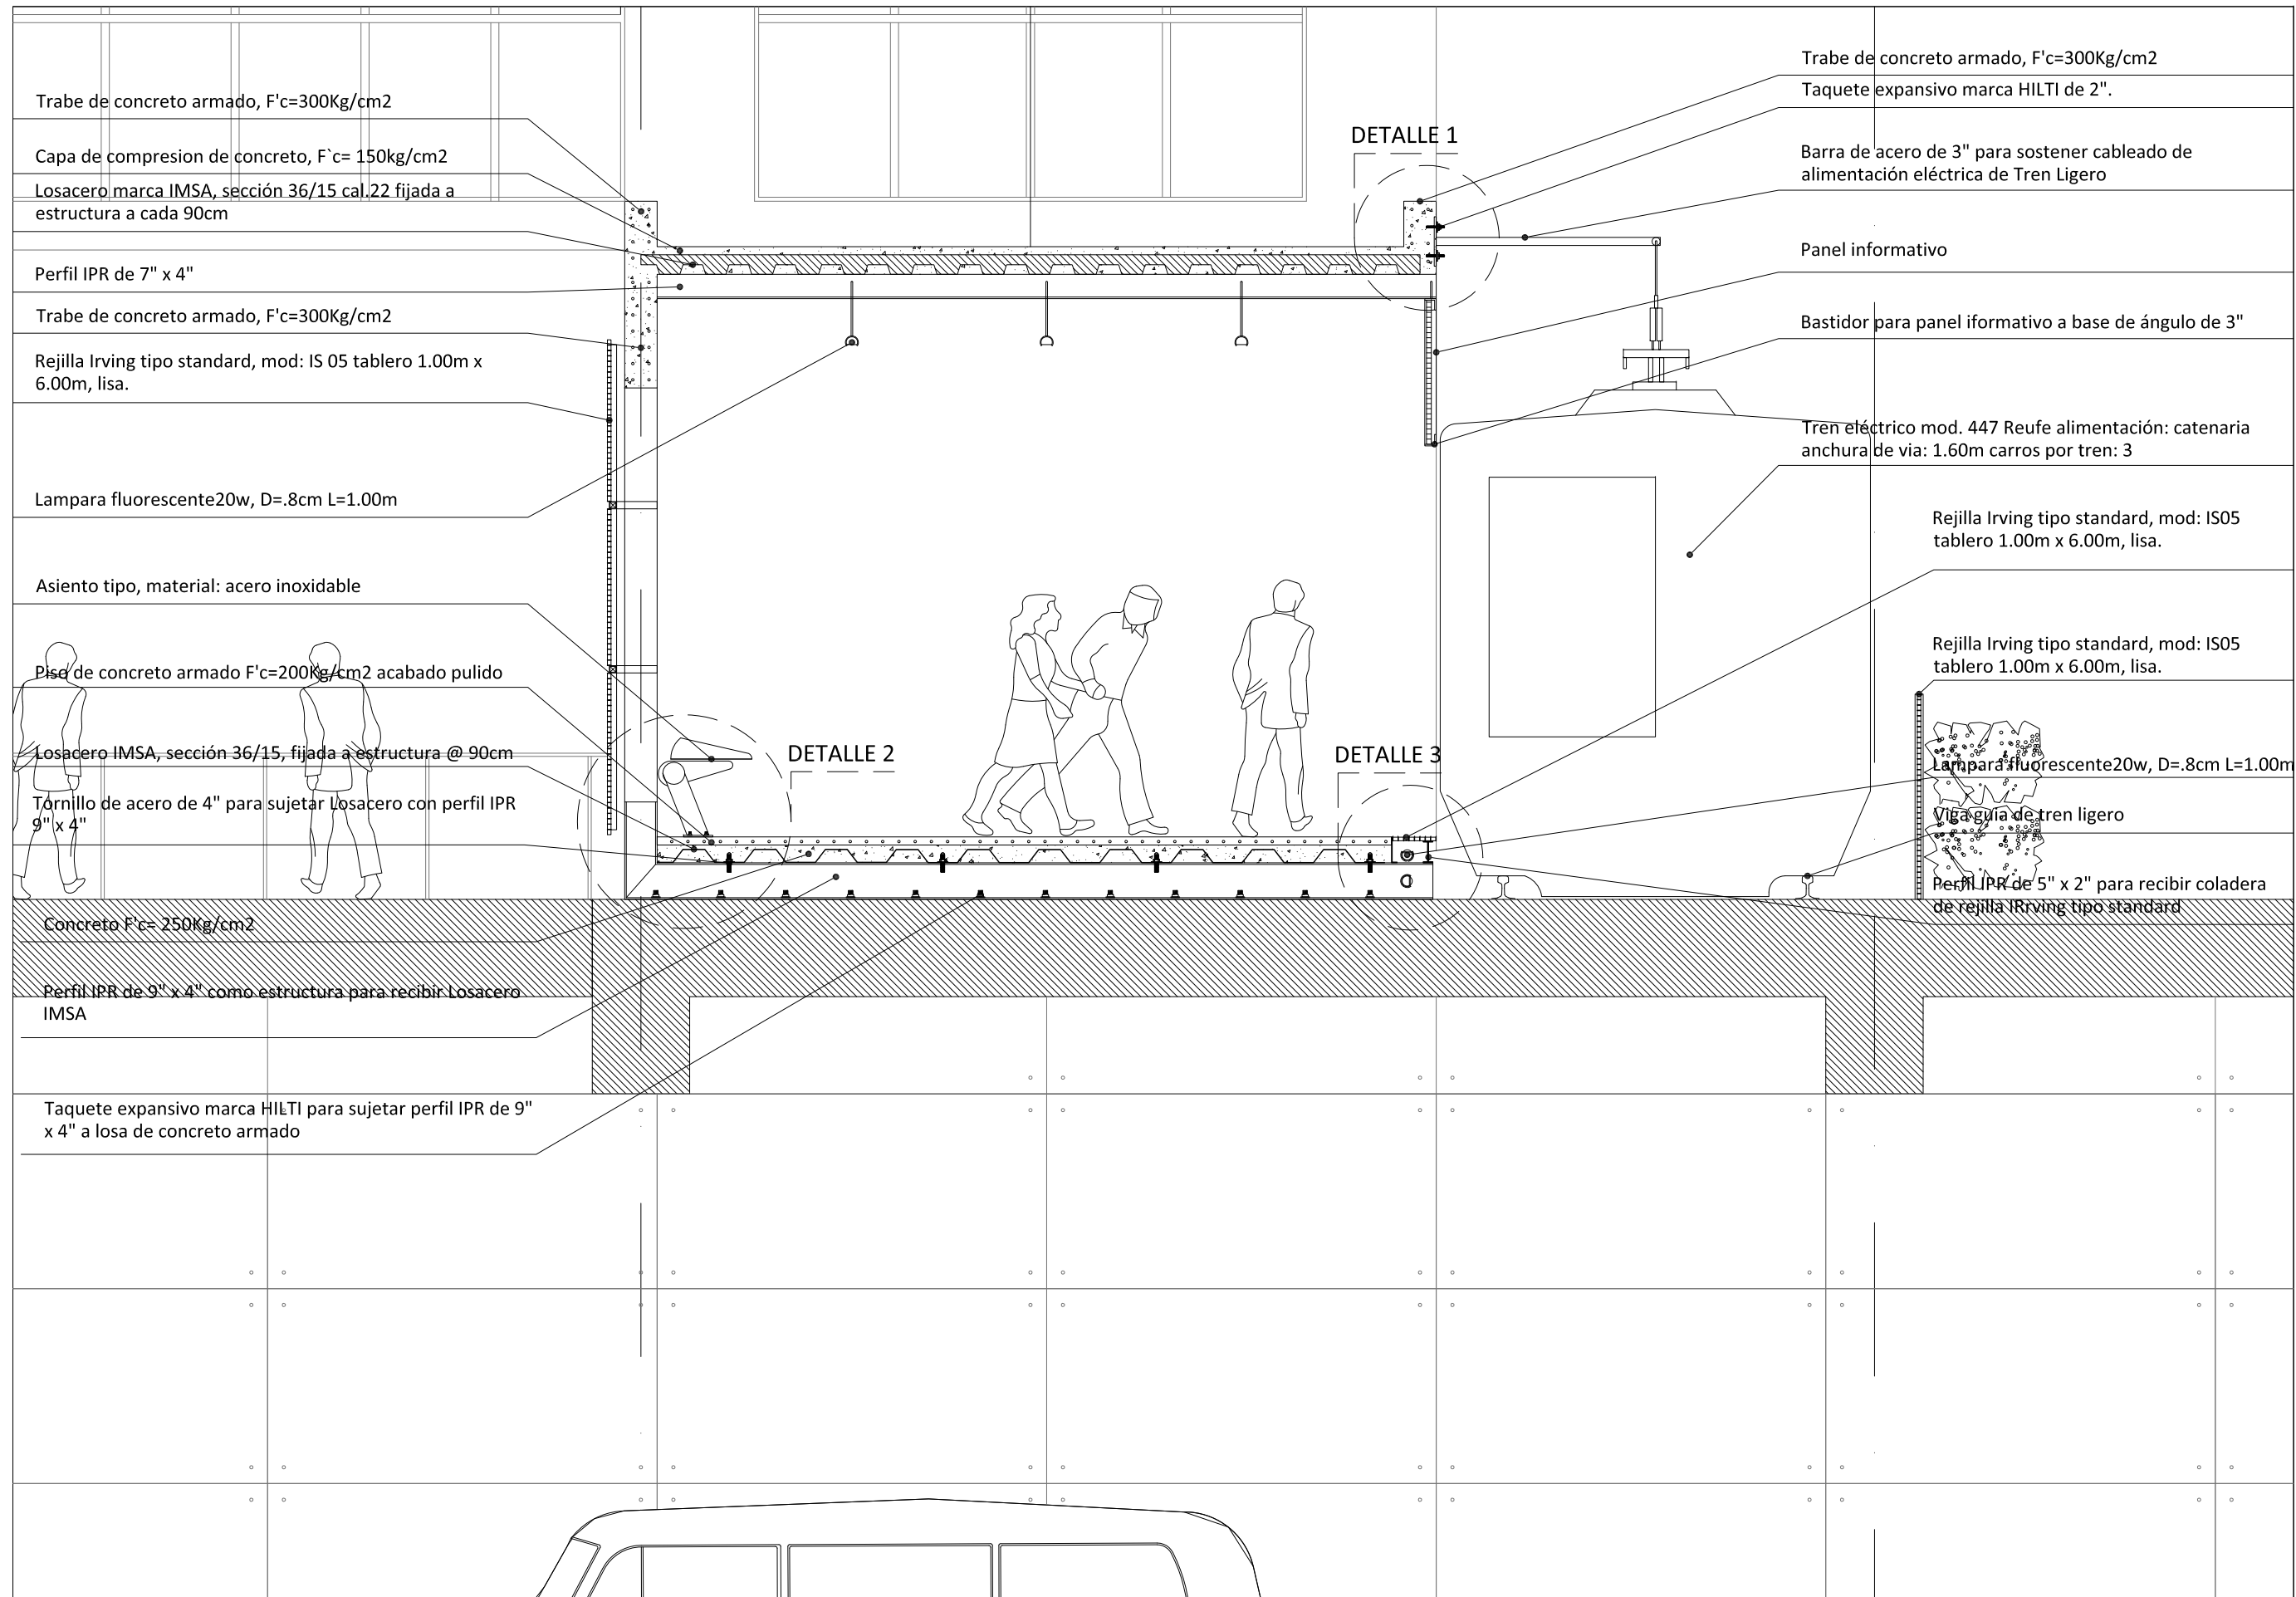 Trabe de concreto armado, F'c=300Kg/cm2
Capa de compresion de concreto, F`c= 150kg/cm2
Losacero marca IMSA, sección 36/15 cal.22 fijada a
estructura a cada 90cm
Perfil IPR de 7" x 4"
Trabe de concreto armado, F'c=300Kg/cm2
Rejilla Irving tipo standard, mod: IS 05 tablero 1.00m x
6.00m, lisa.
Lampara fluorescente20w, D=.8cm L=1.00m
Asiento tipo, material: acero inoxidable
Piso de concreto armado F'c=200Kg/cm2 acabado pulido
Losacero IMSA, sección 36/15, fijada a estructura @ 90cm
Tornillo de acero de 4" para sujetar Losacero con perfil IPR
9" x 4"
Concreto F'c= 250Kg/cm2
Perfil IPR de 9" x 4" como estructura para recibir Losacero
IMSA
Taquete expansivo marca HILTI para sujetar perfil IPR de 9"
x 4" a losa de concreto armado
DETALLE 1
DETALLE 2
DETALLE 3
Trabe de concreto armado, F'c=300Kg/cm2
Taquete expansivo marca HILTI de 2".
Barra de acero de 3" para sostener cableado de
alimentación eléctrica de Tren Ligero
Panel informativo
Bastidor para panel iformativo a base de ángulo de 3"
Tren eléctrico mod. 447 Reufe alimentación: catenaria
anchura de via: 1.60m carros por tren: 3
Rejilla Irving tipo standard, mod: IS05
tablero 1.00m x 6.00m, lisa.
Rejilla Irving tipo standard, mod: IS05
tablero 1.00m x 6.00m, lisa.
Lampara fluorescente20w, D=.8cm L=1.00m
Viga guia de tren ligero
Perfil IPR de 5" x 2" para recibir coladera
de rejilla IRrving tipo standard